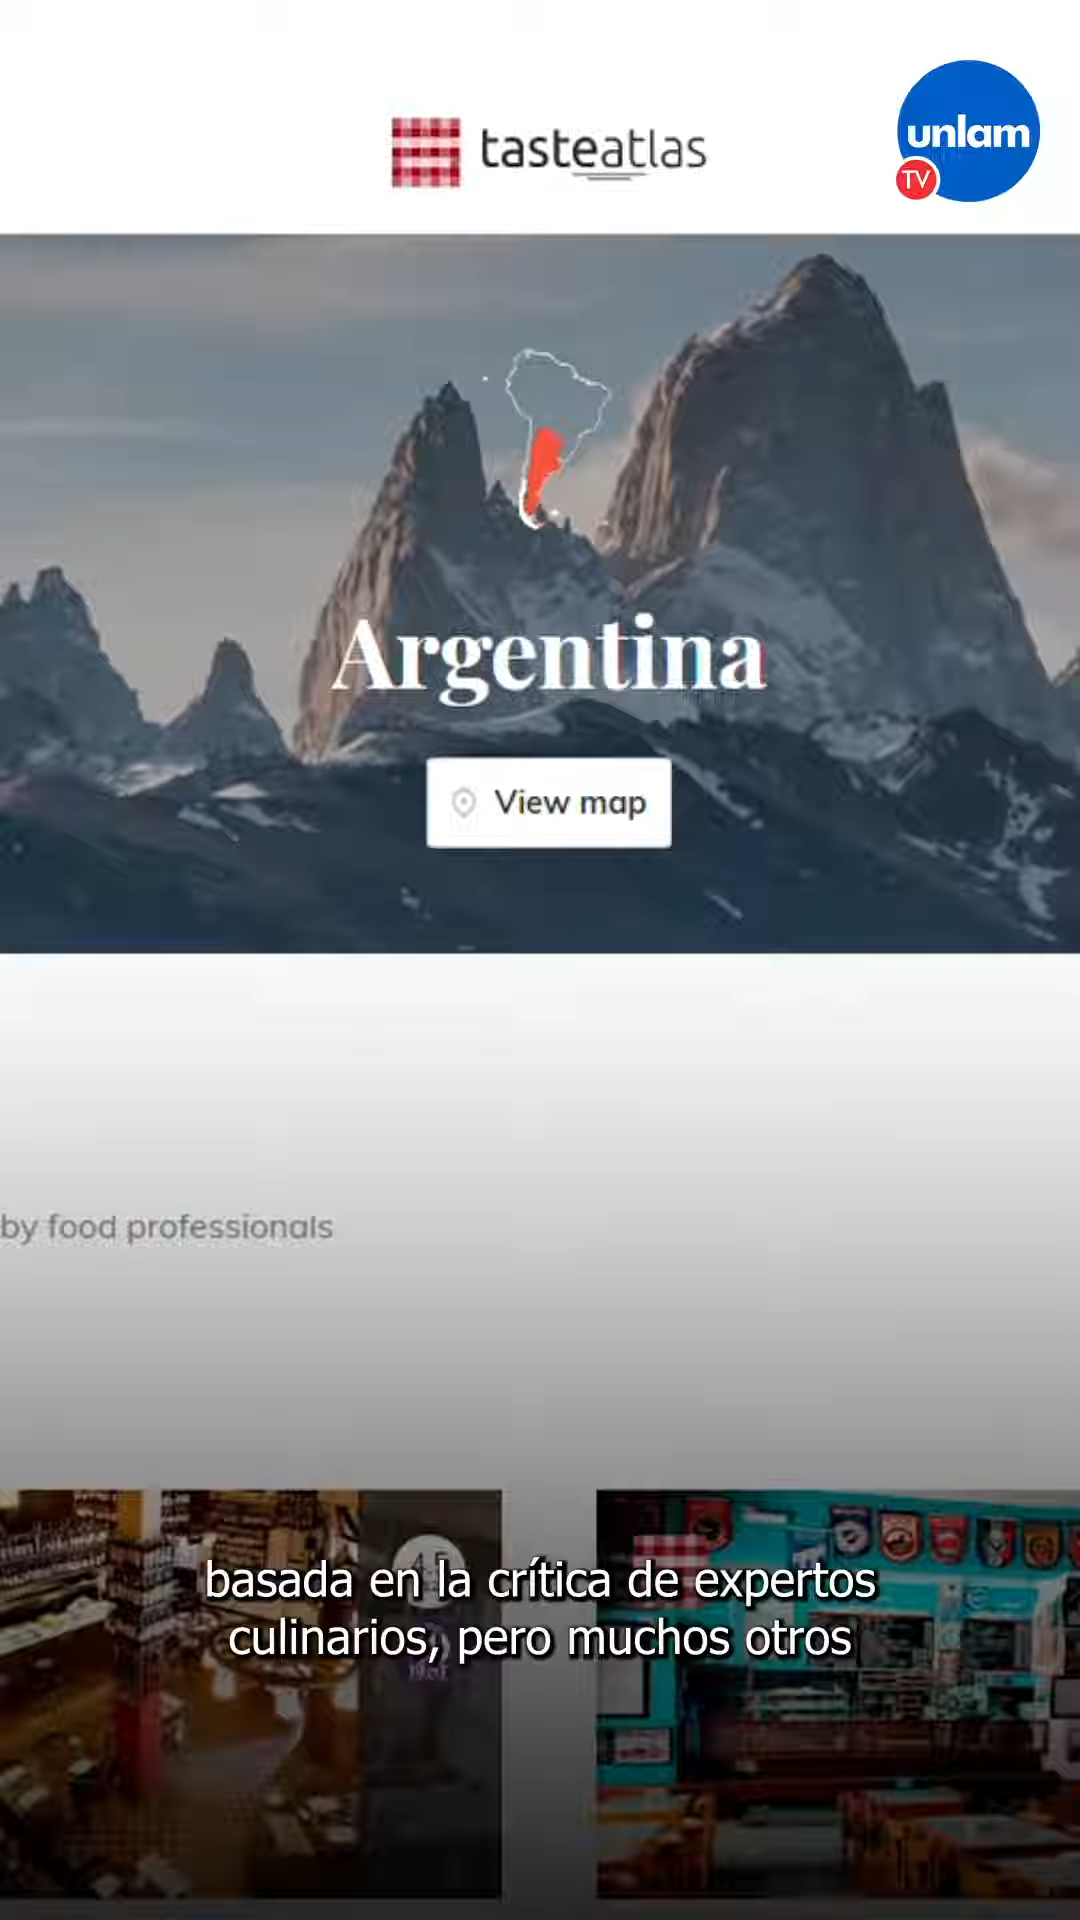 tasteatlas
unlam
TV
Argentina
View map
by food professionals
basada en la crítica de expertos
culinarios, pero muchos otros